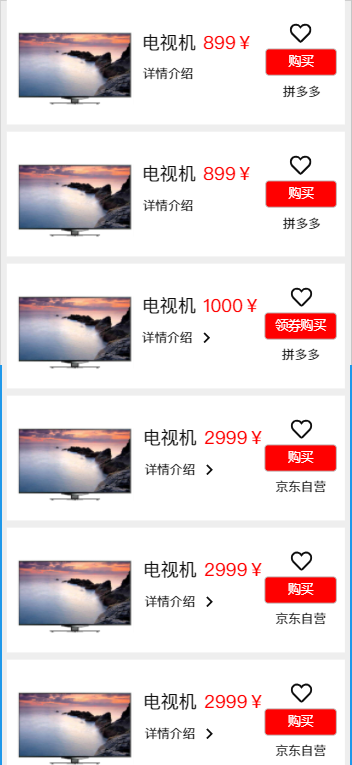 电视机 899￥
购买
详情介绍
拼多多
电视机 899￥
购买
详情介绍
拼多多
电视机 1000￥
领券购买
详情介绍
拼多多
电视机 2999￥
购买
详情介绍
京东自营
电视机 2999￥
购买
详情介绍
京东自营
电视机 2999￥
购买
详情介绍
京东自营